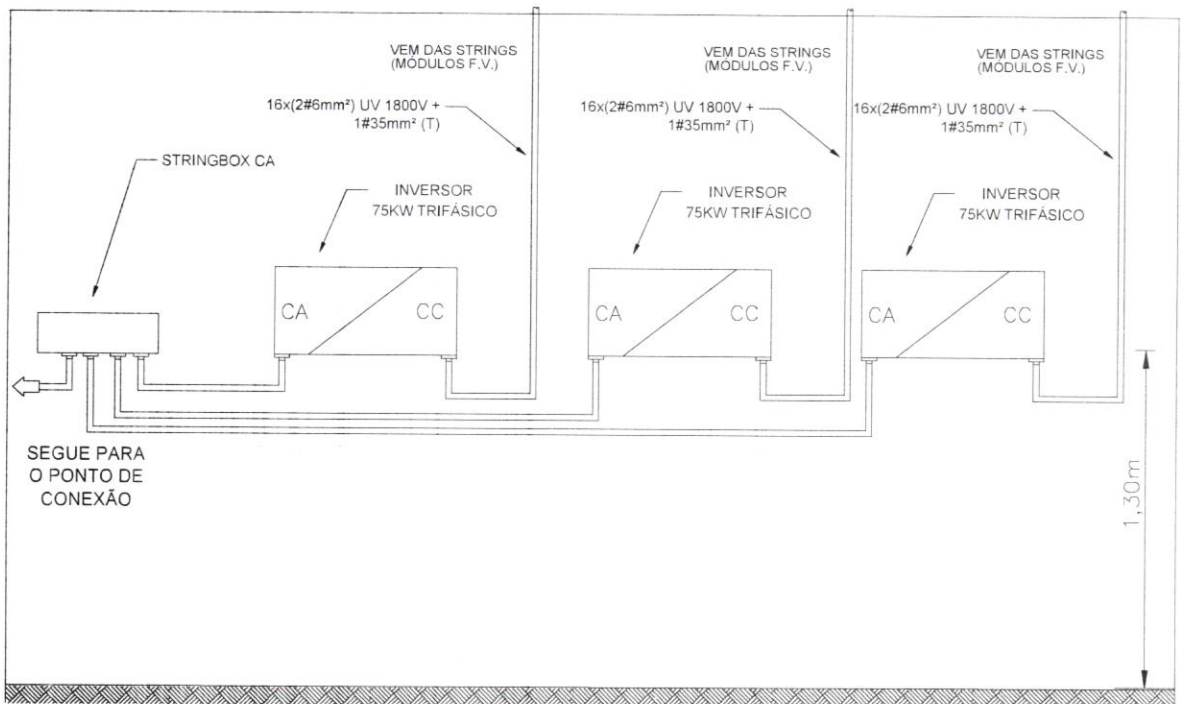 VEM DAS STRINGS
(MÓDULOS F.V.)
VEM DAS STRINGS
(MÓDULOS F.V.)
VEM DAS STRINGS
(MÓDULOS F.V.)
16x(2#6mm²) UV 1800V +
1#35mm² (T)
16x(2#6mm²) UV 1800V +
1#35mm² (T)
16x(2#6mm²) UV 1800V +
1#35mm² (T)
STRINGBOX CA
INVERSOR
75KW TRIFÁSICO
INVERSOR
75KW TRIFÁSICO
INVERSOR
75KW TRIFÁSICO
CA CC
CA CC
CA CC
SEGUE PARA
O PONTO DE
CONEXÃO
1,30m